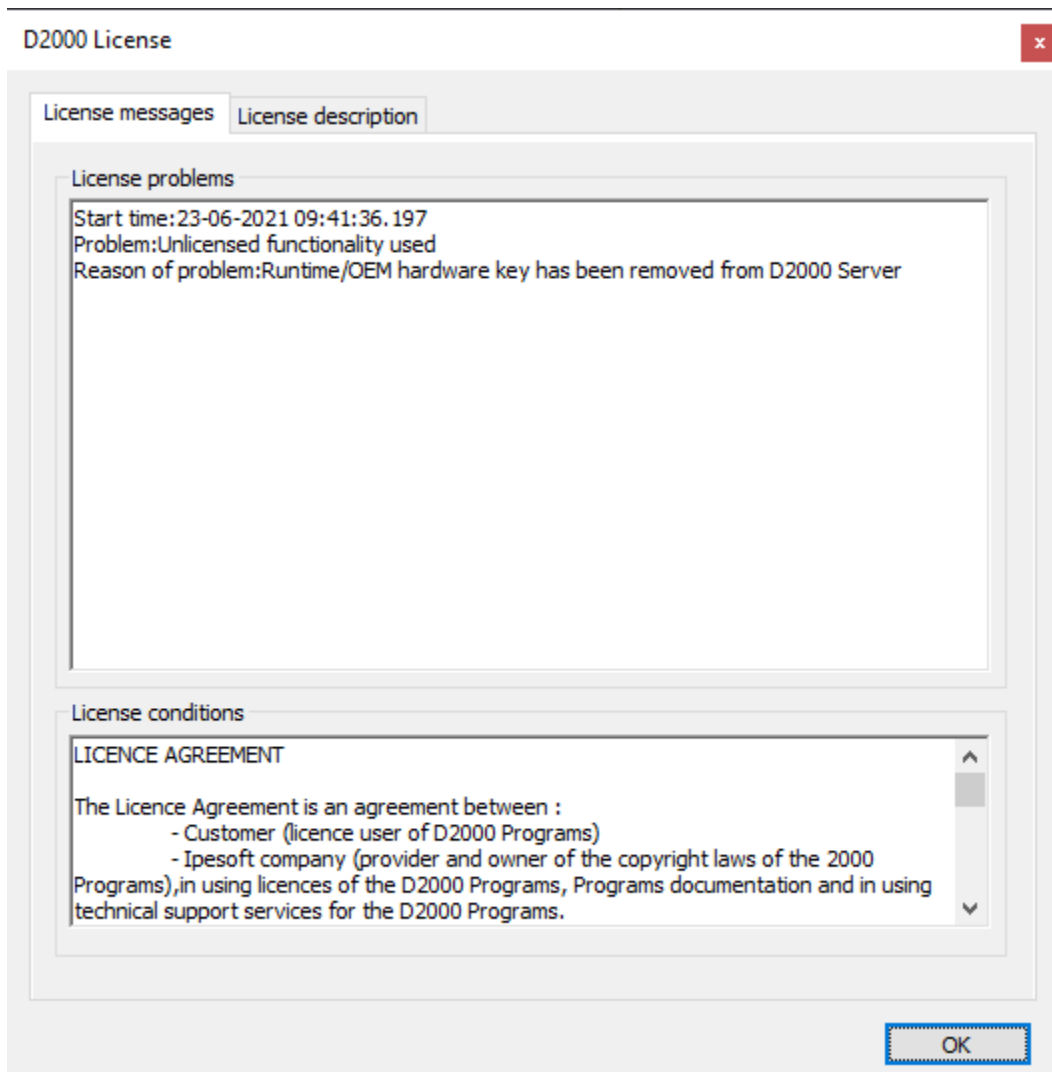 D2000 License
x
License messages
License description
License problems
Start time:23-06-2021 09:41:36.197
Problem:Unlicensed functionality used
Reason of problem:Runtime/OEM hardware key has been removed from D2000 Server
License conditions
LICENCE AGREEMENT
The Licence Agreement is an agreement between :
- Customer (licence user of D2000 Programs)
- Ipesoft company (provider and owner of the copyright laws of the 2000
Programs),in using licences of the D2000 Programs, Programs documentation and in using
technical support services for the D2000 Programs.
OK